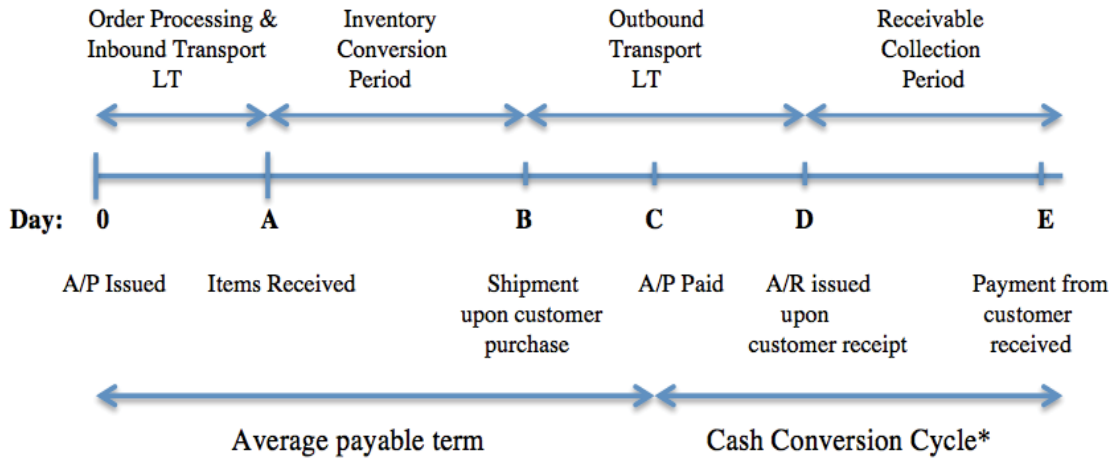 Order Processing &
Inbound Transport
LT
Inventory
Conversion
Period
Outbound
Transport
LT
Receivable
Collection
Period
Day: 0 A B C D E
A/P Issued
Items Received
Shipment
upon customer
purchase
A/P Paid
A/R issued
upon
customer receipt
Payment from
customer
received
Average payable term
Cash Conversion Cycle*